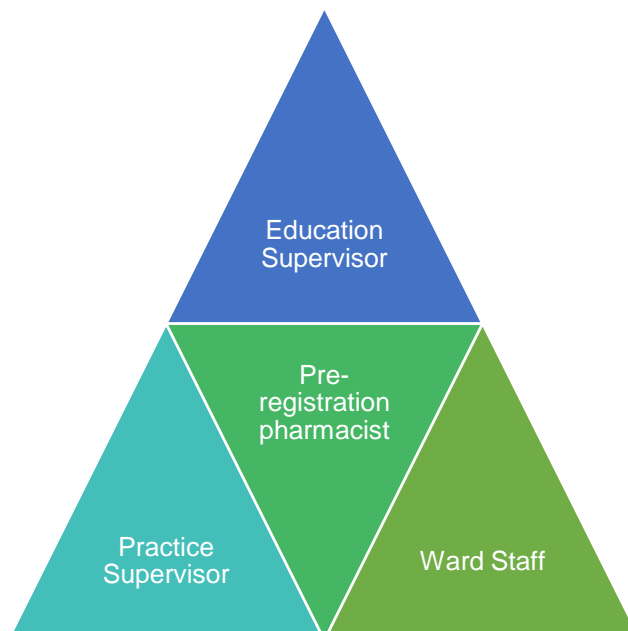 Education
Supervisor
Pre-
registration
pharmacist
Practice
Supervisor
Ward Staff